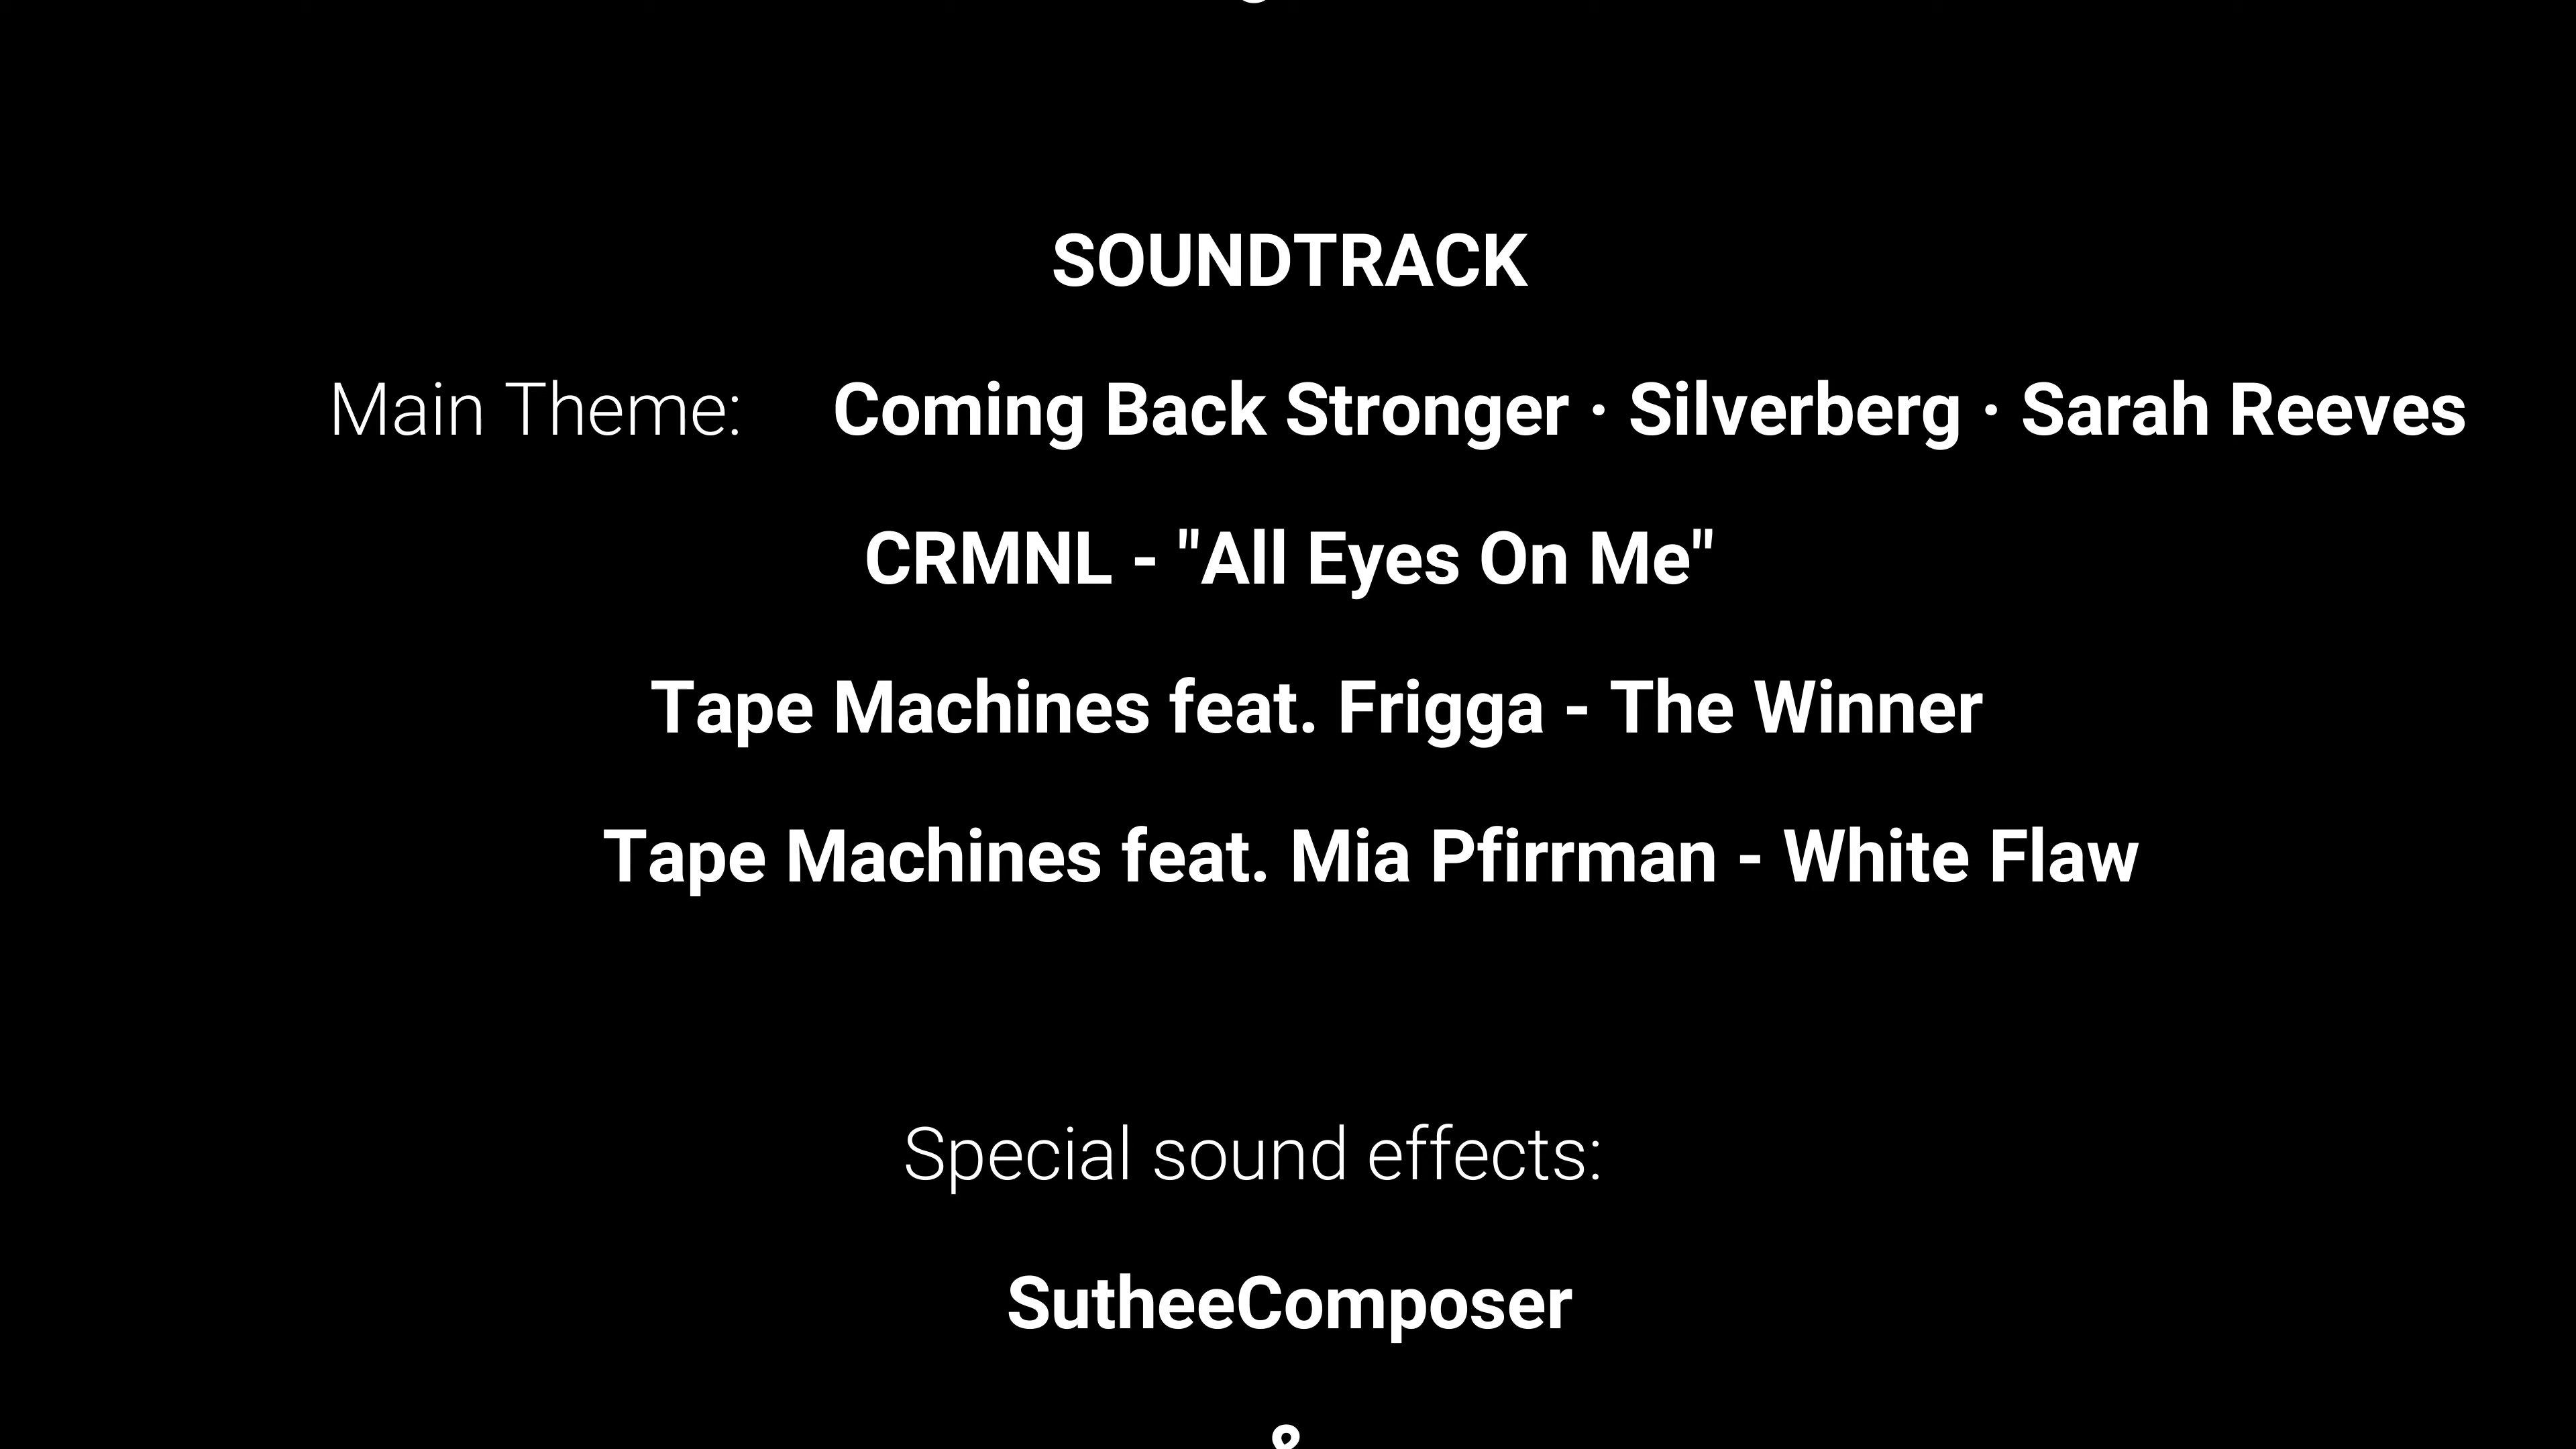 SOUNDTRACK
Main Theme: Coming Back Stronger · Silverberg · Sarah Reeves
CRMNL - "All Eyes On Me"
Tape Machines feat. Frigga - The Winner
Tape Machines feat. Mia Pfirrman - White Flaw
Special sound effects:
SutheeComposer
&